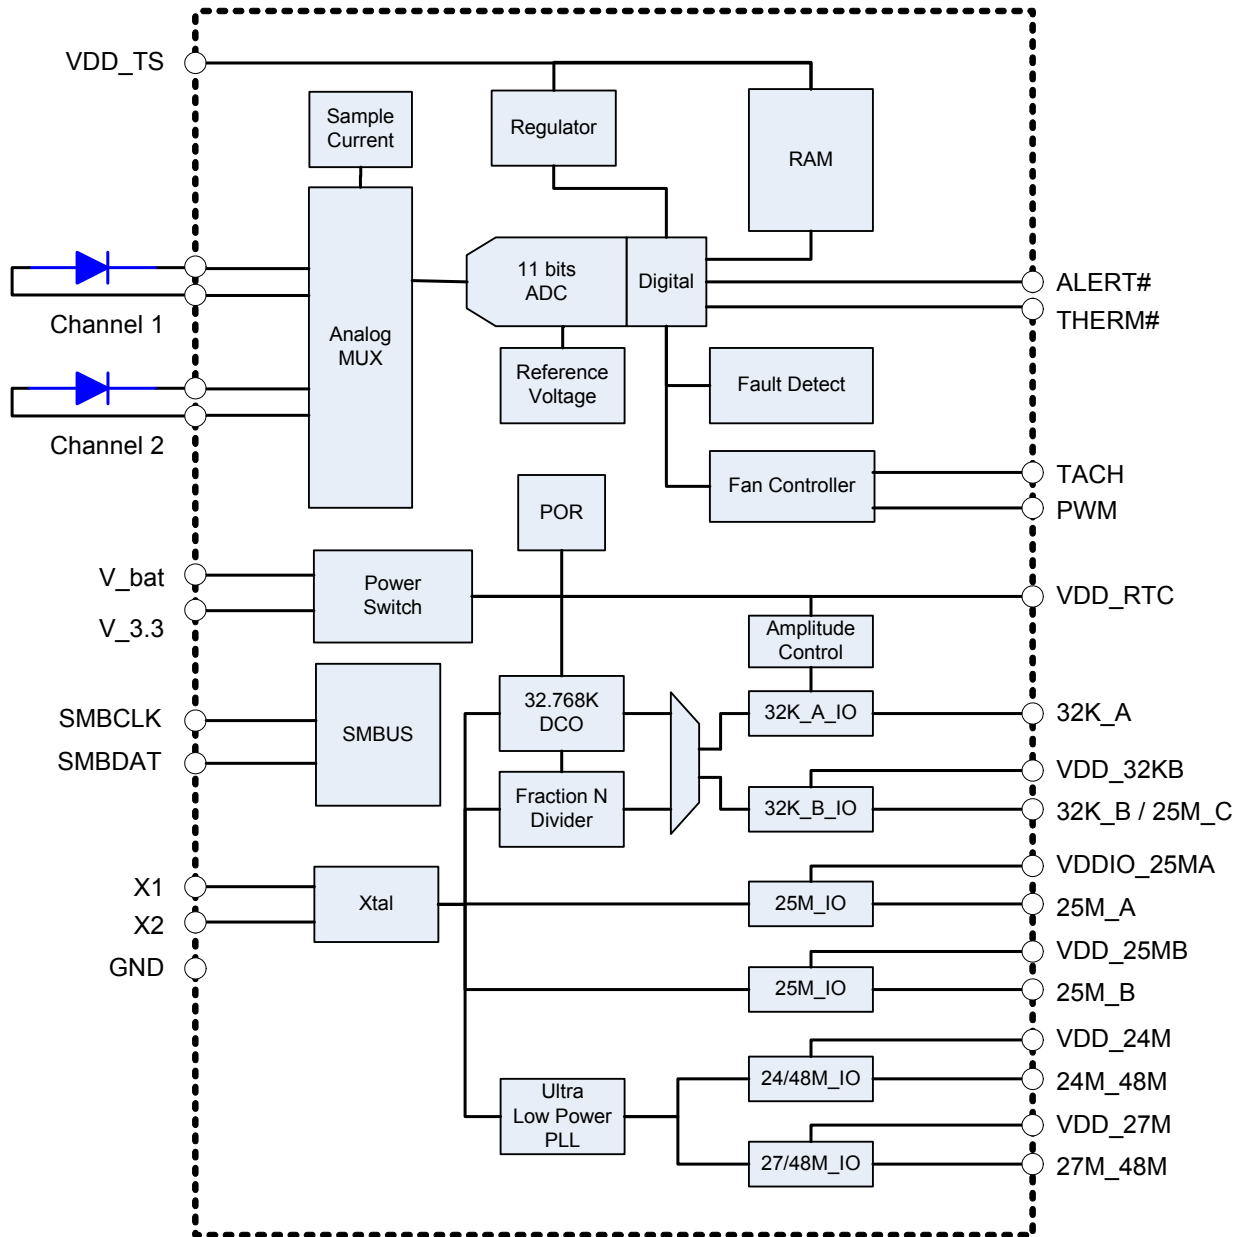 VDD_TS
Sample
Current
Regulator
RAM
11 bits
ADC
Digital
ALERT#
THERM#
Channel 1
Analog
MUX
Reference
Voltage
Fault Detect
Channel 2
Fan Controller
TACH
PWM
POR
V_bat
V_3.3
Power
Switch
VDD_RTC
Amplitude
Control
SMBCLK
SMBDAT
SMBUS
32.768K
DCO
32K_A_IO
32K_A
VDD_32KB
Fraction N
Divider
32K_B_IO
32K_B / 25M_C
X1
X2
GND
Xtal
VDDIO_25MA
25M_IO
25M_A
VDD_25MB
25M_IO
25M_B
VDD_24M
Ultra
Low Power
PLL
24/48M_IO
24M_48M
VDD_27M
27/48M_IO
27M_48M